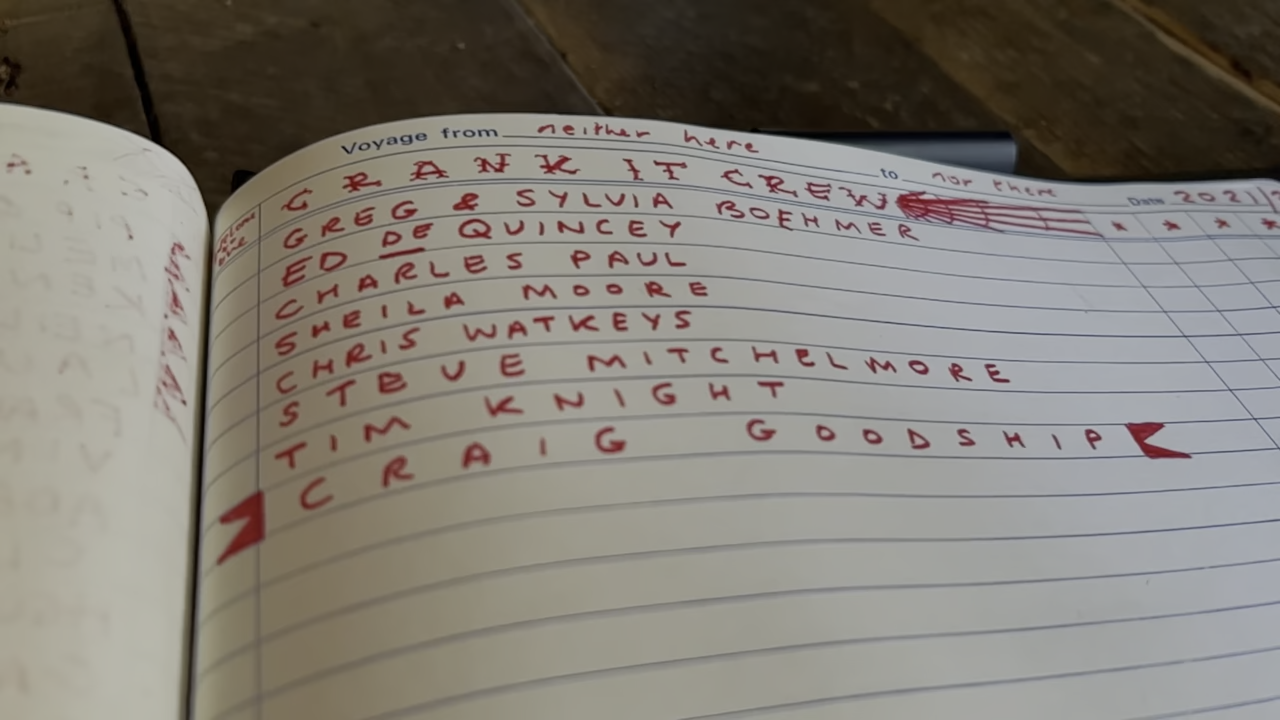 Voyage from neither here to nor there Date 2021/
CRANK IT CREW
* * * *
GREG & SYLVIA BOEHMER
ED DE QUINCEY
CHARLES PAUL
SHEILA MOORE
CHRIS WATKEYS
STEVE MITCHELMORE
TIM KNIGHT
CRAIG GOODSHIP